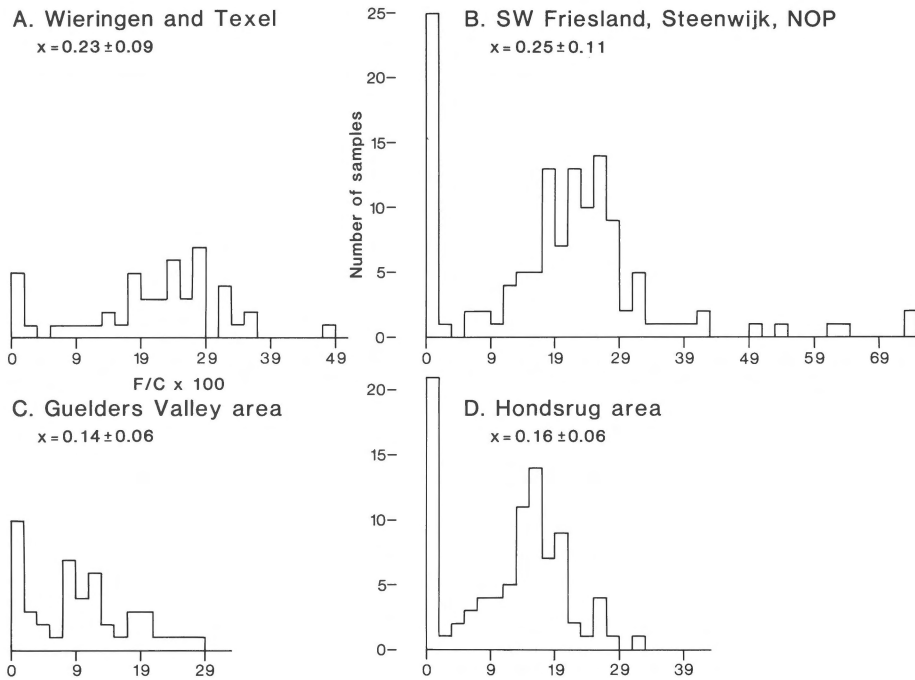 A. Wieringen and Texel
x = 0.23 ± 0.09
0 9 19 29 39 49
F/C x 100
B. SW Friesland, Steenwijk, NOP
x = 0.25 ± 0.11
Number of samples
25
20
15
10
5
0
0 9 19 29 39 49 59 69
C. Guelders Valley area
x = 0.14 ± 0.06
0 9 19 29
D. Hondsrug area
x = 0.16 ± 0.06
20
15
10
5
0
0 9 19 29 39